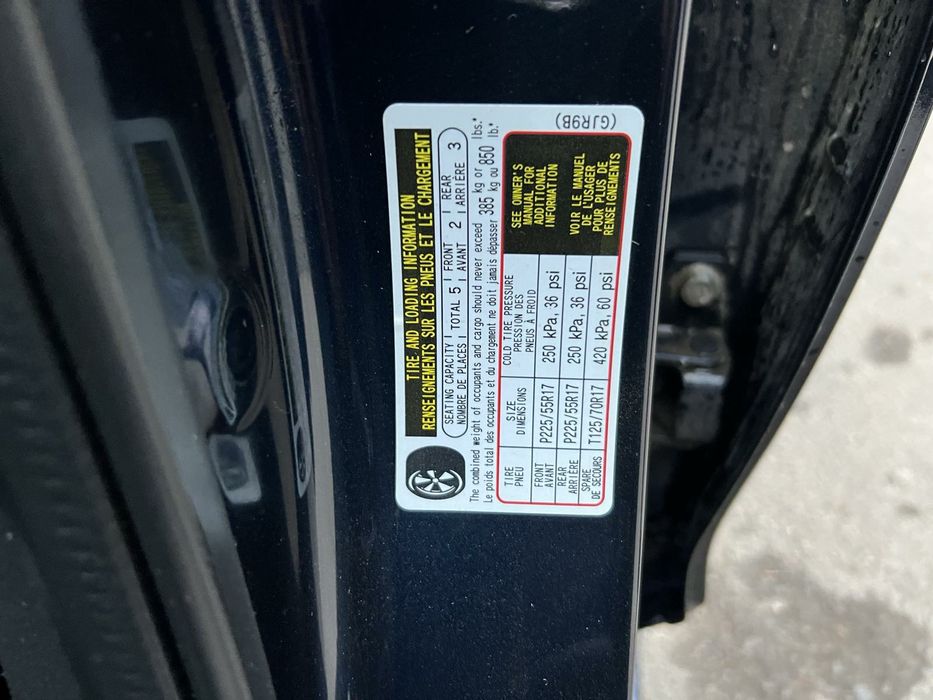 TIRE AND LOADING INFORMATION
RENSEIGNEMENTS SUR LES PNEUS ET LE CHARGEMENT
SEATING CAPACITY | TOTAL 5 | FRONT 2 | REAR 3
NOMBRE DE PLACES | AVANT | ARRIÈRE
The combined weight of occupants and cargo should never exceed 385 kg or 850 lbs.*
Le poids total des occupants et du chargement ne doit jamais dépasser 385 kg ou 850 lb.*
TIRE SIZE COLD TIRE PRESSURE
PNEU DIMENSIONS PRESSION DES PNEUS À FROID
FRONT AVANT P225/55R17 250 kPa, 36 psi
REAR ARRIÈRE P225/55R17 250 kPa, 36 psi
SPARE DE SECOURS T125/70R17 420 kPa, 60 psi
SEE OWNER'S
MANUAL FOR
ADDITIONAL
INFORMATION
VOIR LE MANUEL
DE L'USAGER
POUR PLUS DE
RENSEIGNEMENTS
(GJR9B)